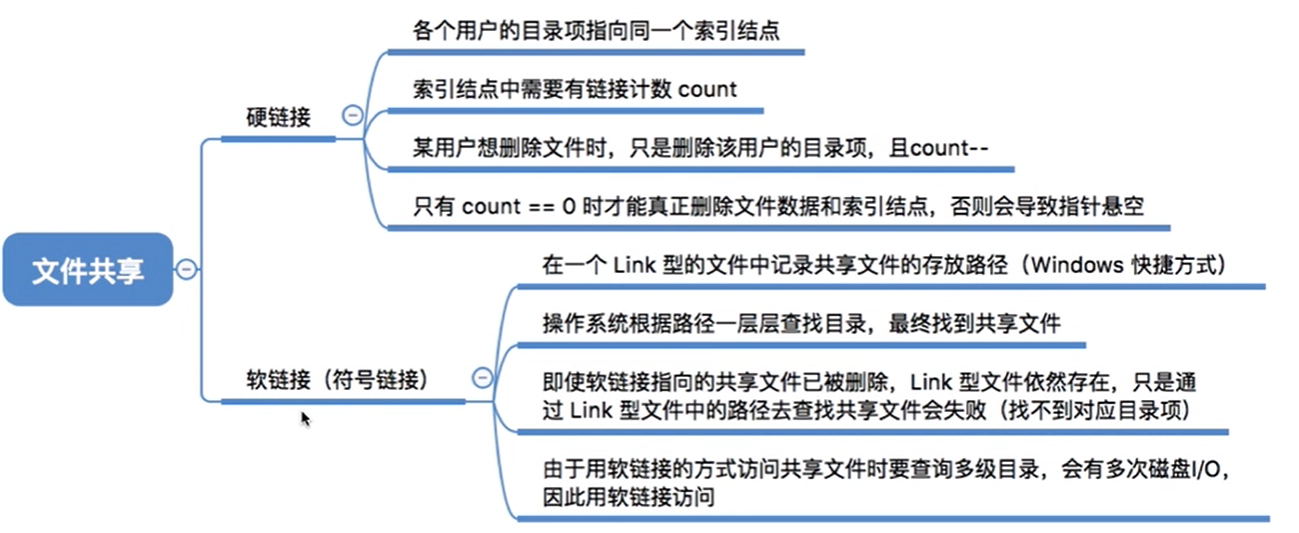 各个用户的目录项指向同一个索引结点
索引结点中需要有链接计数 count
硬链接
某用户想删除文件时，只是删除该用户的目录项，且count--
只有 count == 0 时才能真正删除文件数据和索引结点，否则会导致指针悬空
文件共享
在一个 Link 型的文件中记录共享文件的存放路径（Windows 快捷方式）
操作系统根据路径一层层查找目录，最终找到共享文件
软链接（符号链接）
即使软链接指向的共享文件已被删除，Link 型文件依然存在，只是通
过 Link 型文件中的路径去查找共享文件会失败（找不到对应目录项）
由于用软链接的方式访问共享文件时要查询多级目录，会有多次磁盘I/O，
因此用软链接访问